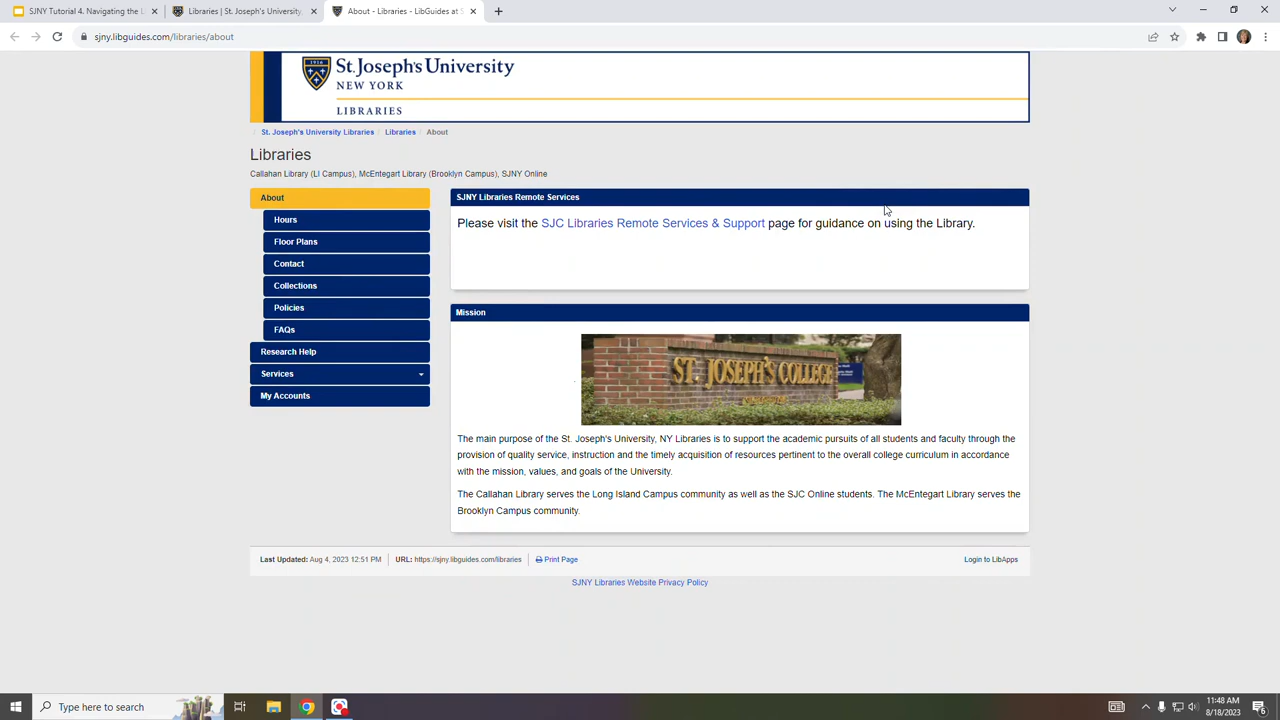 SJNY Tutorial 4. Navigating the L
Libraries | St. Joseph's University,
About - Libraries - LibGuides at S
sjny.libguides.com/libraries/about
1916
St. Joseph's University
NEW YORK
LIBRARIES
/ St. Joseph's University Libraries / Libraries / About
Libraries
Callahan Library (LI Campus), McEntegart Library (Brooklyn Campus), SJNY Online
About
Hours
Floor Plans
Contact
Collections
Policies
FAQs
Research Help
Services
My Accounts
SJNY Libraries Remote Services
Please visit the SJC Libraries Remote Services & Support page for guidance on using the Library.
Mission
ST. JOSEPH'S COLLEGE
The main purpose of the St. Joseph's University, NY Libraries is to support the academic pursuits of all students and faculty through the
provision of quality service, instruction and the timely acquisition of resources pertinent to the overall college curriculum in accordance
with the mission, values, and goals of the University.
The Callahan Library serves the Long Island Campus community as well as the SJC Online students. The McEntegart Library serves the
Brooklyn Campus community.
Last Updated: Aug 4, 2023 12:51 PM URL: https://sjny.libguides.com/libraries Print Page Login to LibApps
SJNY Libraries Website Privacy Policy
Type here to search
11:48 AM
8/18/2023
6